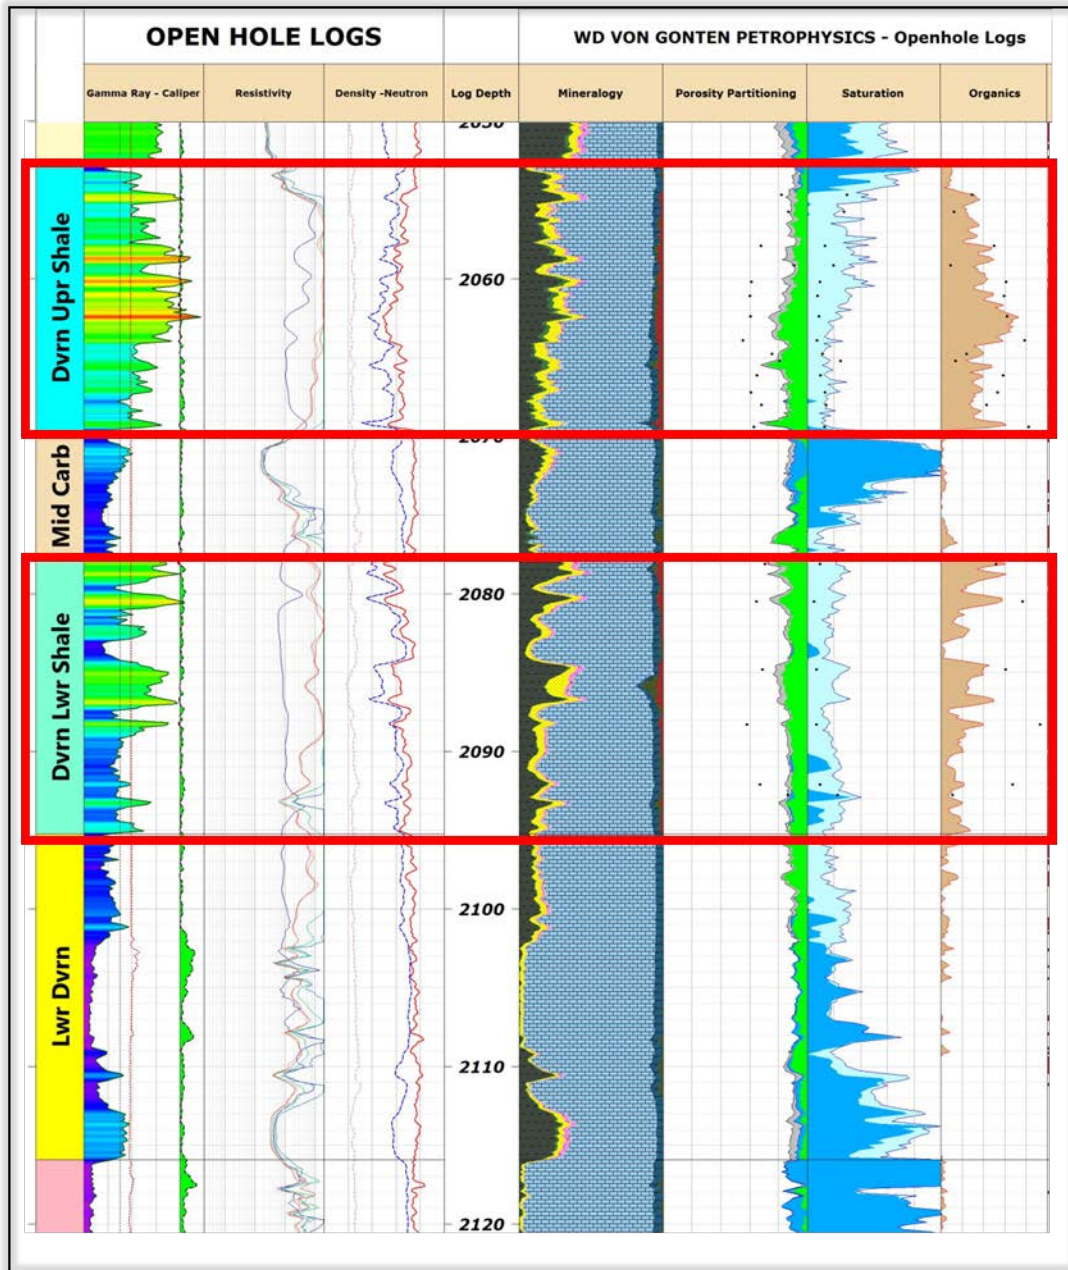 OPEN HOLE LOGS
WD VON GONTEN PETROPHYSICS - Openhole Logs
Gamma Ray - Caliper
Resistivity
Density -Neutron
Log Depth
Mineralogy
Porosity Partitioning
Saturation
Organics
2050
Dvrn Upr Shale
2060
2070
Mid Carb
Dvrn Lwr Shale
2080
2090
2100
Lwr Dvrn
2110
2120